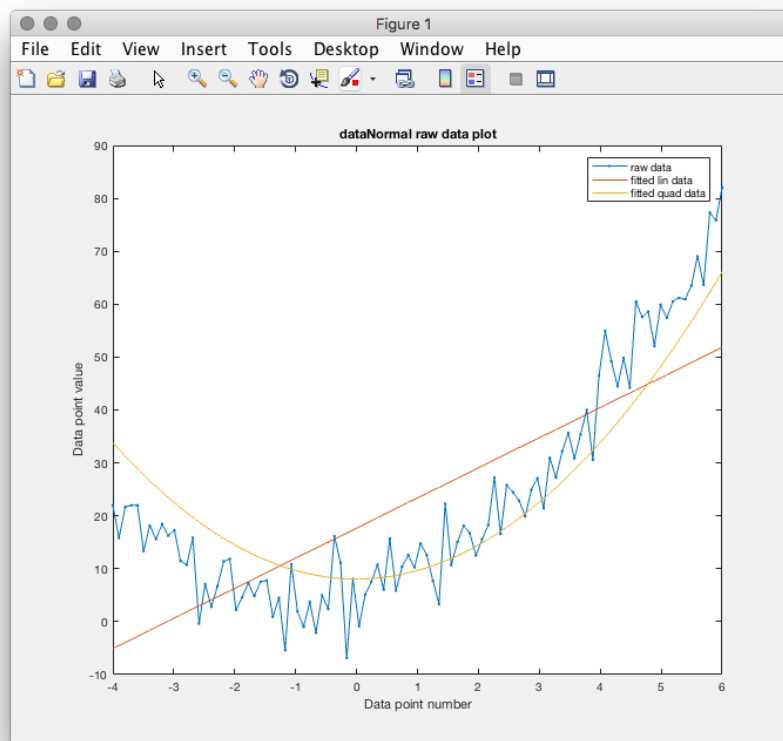 Figure 1
File Edit View Insert Tools Desktop Window Help
dataNormal raw data plot
90
80
70
60
50
40
30
20
10
0
-10
Data point value
raw data
fitted lin data
fitted quad data
-4 -3 -2 -1 0 1 2 3 4 5 6
Data point number